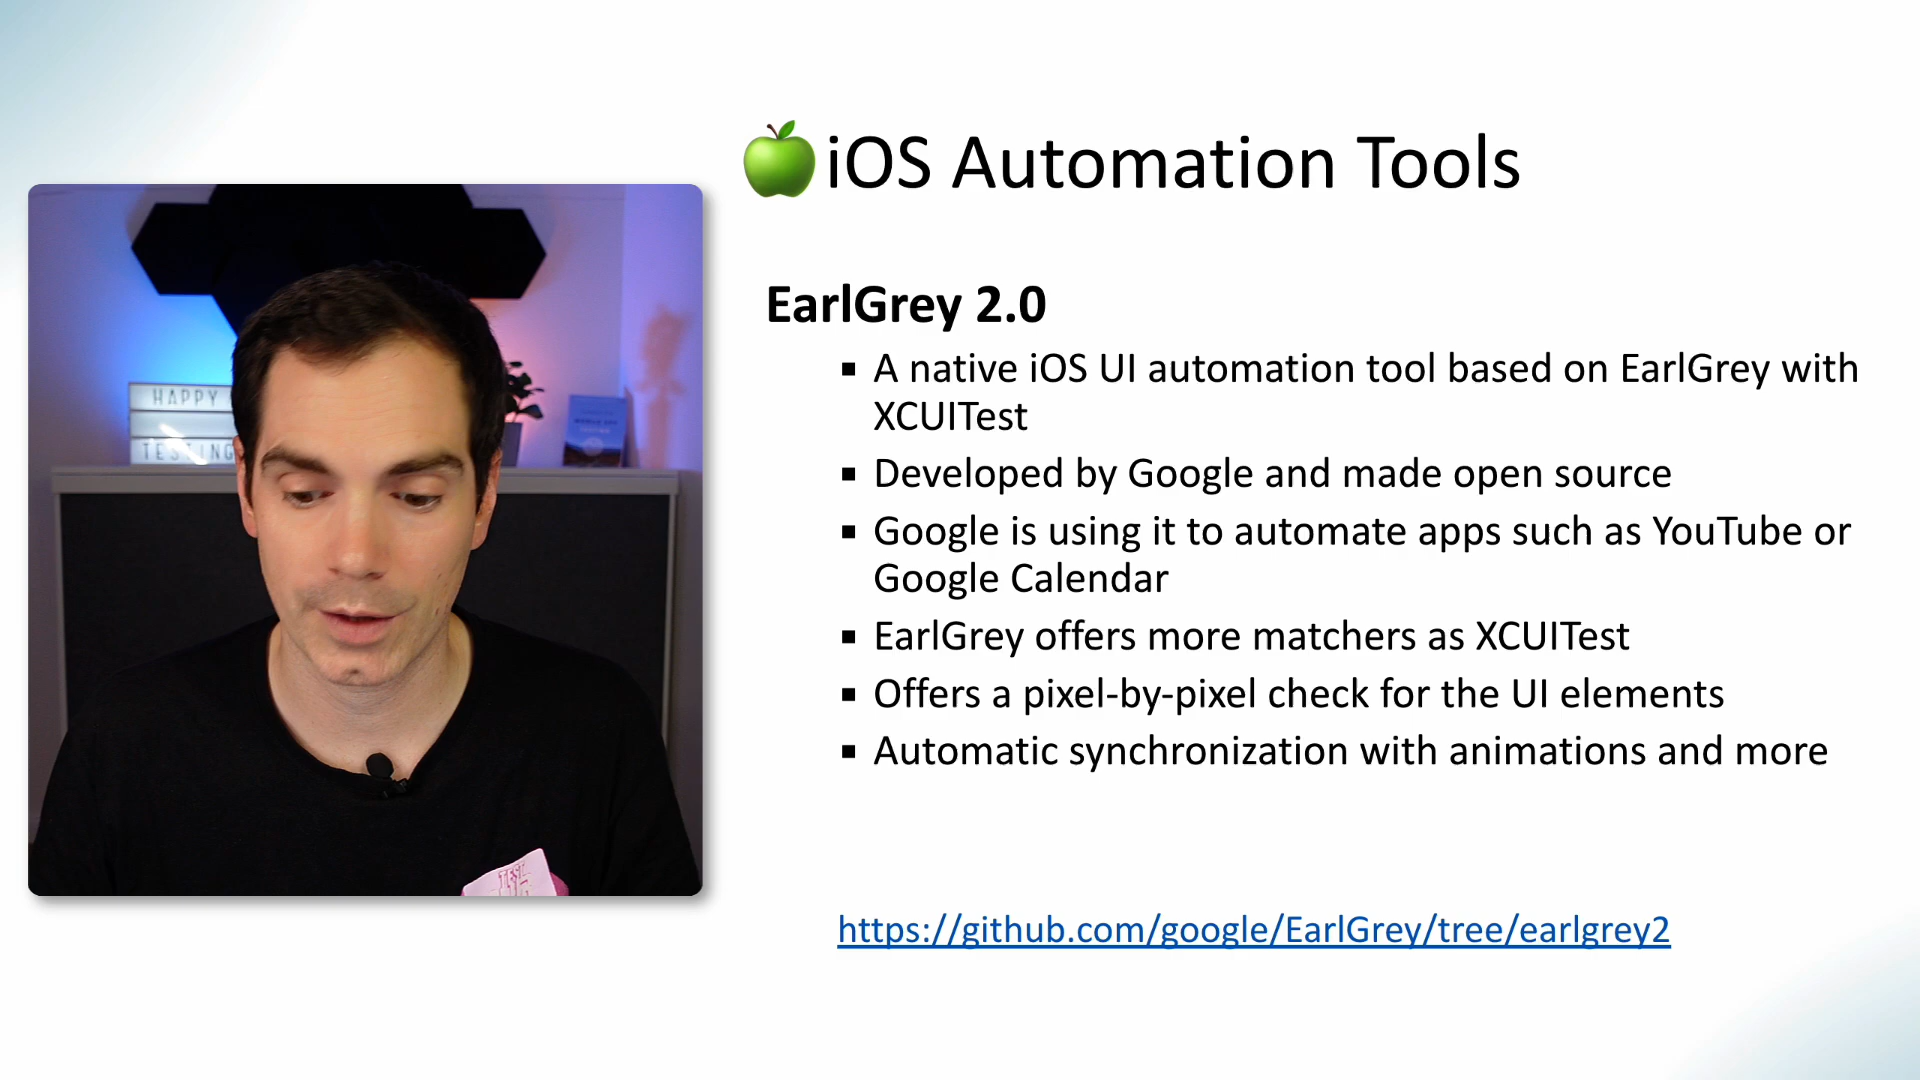 iOS Automation Tools
EarlGrey 2.0
▪ A native iOS UI automation tool based on EarlGrey with
XCUITest
▪ Developed by Google and made open source
▪ Google is using it to automate apps such as YouTube or
Google Calendar
▪ EarlGrey offers more matchers as XCUITest
▪ Offers a pixel-by-pixel check for the UI elements
▪ Automatic synchronization with animations and more
https://github.com/google/EarlGrey/tree/earlgrey2
HAPPY
TESTING
TEST